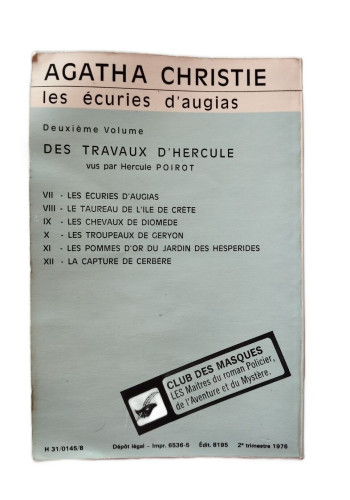 AGATHA CHRISTIE
les écuries d'augias
Deuxième Volume
DES TRAVAUX D'HERCULE
vus par Hercule POIROT
VII - LES ÉCURIES D'AUGIAS
VIII - LE TAUREAU DE L'ILE DE CRÈTE
IX - LES CHEVAUX DE DIOMÈDE
X - LES TROUPEAUX DE GERYON
XI - LES POMMES D'OR DU JARDIN DES HESPERIDES
XII - LA CAPTURE DE CERBÈRE
CLUB DES MASQUES
LES Maîtres du roman Policier,
de l'Aventure et du Mystère.
H 31/0145/8 Dépôt légal - Impr. 6536-5 Édit. 8195 2e trimestre 1976